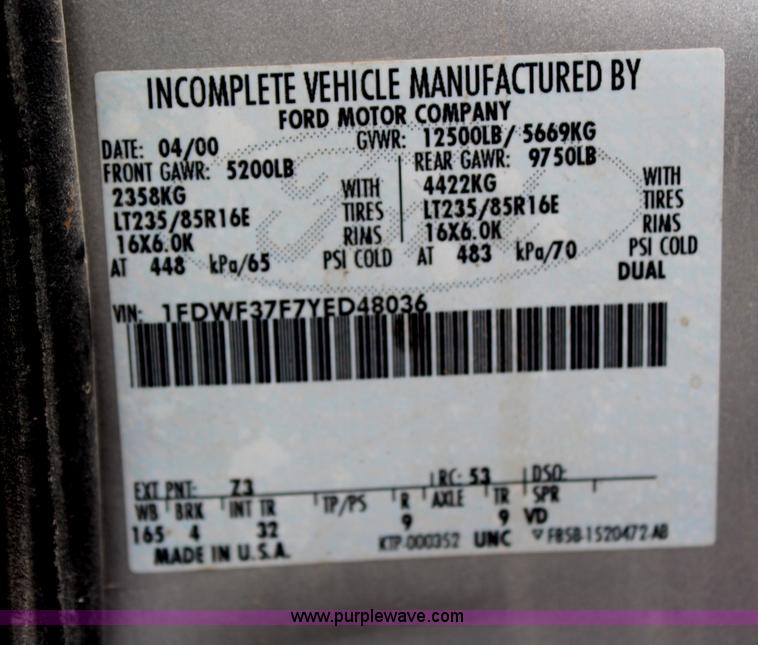 INCOMPLETE VEHICLE MANUFACTURED BY
FORD MOTOR COMPANY
DATE: 04/00 GVWR: 12500LB/ 5669KG
FRONT GAWR: 5200LB REAR GAWR: 9750LB
2358KG WITH 4422KG WITH
LT235/85R16E TIRES LT235/85R16E TIRES
16X6.0K RIMS 16X6.0K RIMS
AT 448 kPa/65 PSI COLD AT 483 kPa/70 PSI COLD
DUAL
VIN: 1FDWF37F7YED48036
EXT PNT: Z3 RC: 53 DSO:
WB BRK INT TR TP/PS R AXLE TR SPR
165 4 32 9 9 VD
MADE IN U.S.A. KTP-000352 UNC F85B-1520472-AB
www.purplewave.com